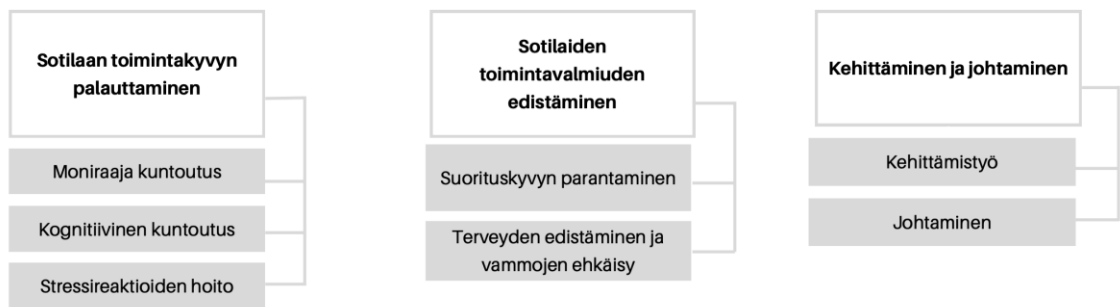 Sotilaan toimintakyvyn
palauttaminen
Moniraaja kuntoutus
Kognitiivinen kuntoutus
Stressireaktioiden hoito
Sotilaiden
toimintavalmiuden
edistäminen
Suorituskyvyn parantaminen
Terveyden edistäminen ja
vammojen ehkäisy
Kehittäminen ja johtaminen
Kehittämistyö
Johtaminen